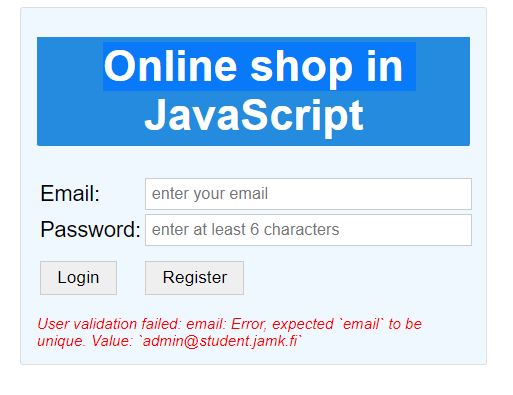 Online shop in
JavaScript
Email:
enter your email
Password:
enter at least 6 characters
Login
Register
User validation failed: email: Error, expected `email` to be
unique. Value: `admin@student.jamk.fi`